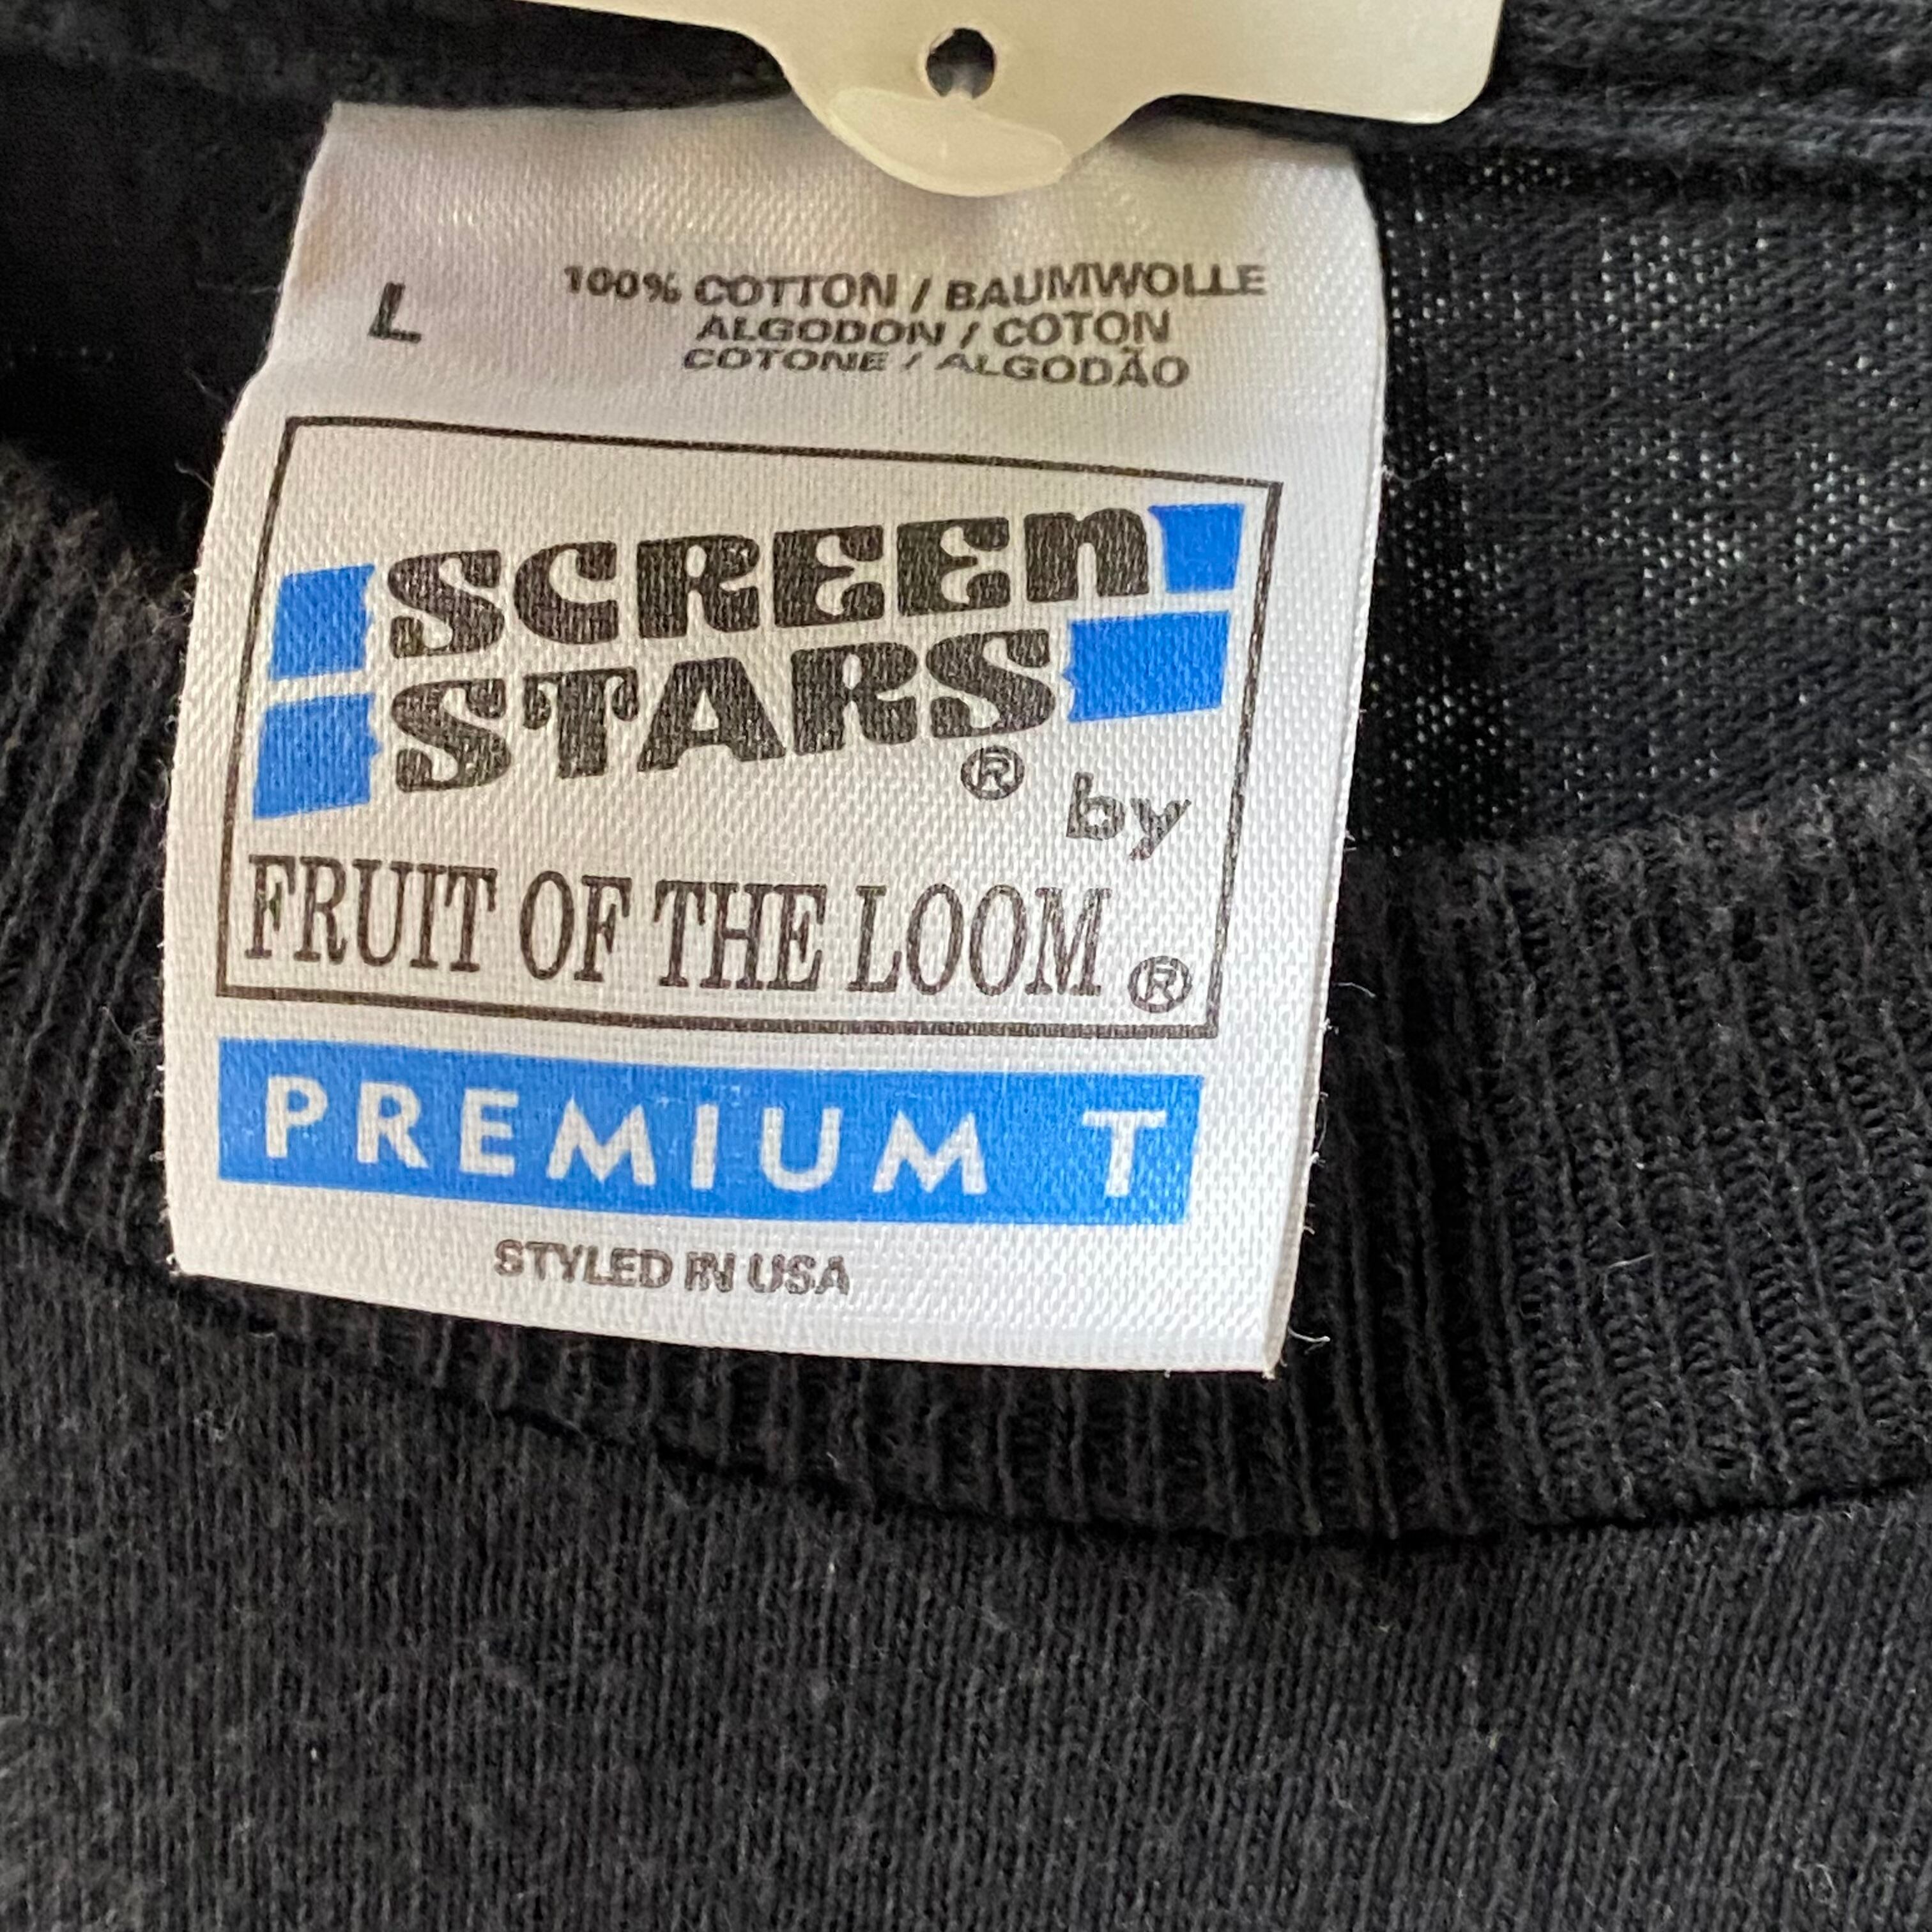 L
100% COTTON / BAUMWOLLE
ALGODON / COTON
COTONE / ALGODÃO
SCREEn
STARS®
by
FRUIT OF THE LOOM®
PREMIUM T
STYLED IN USA